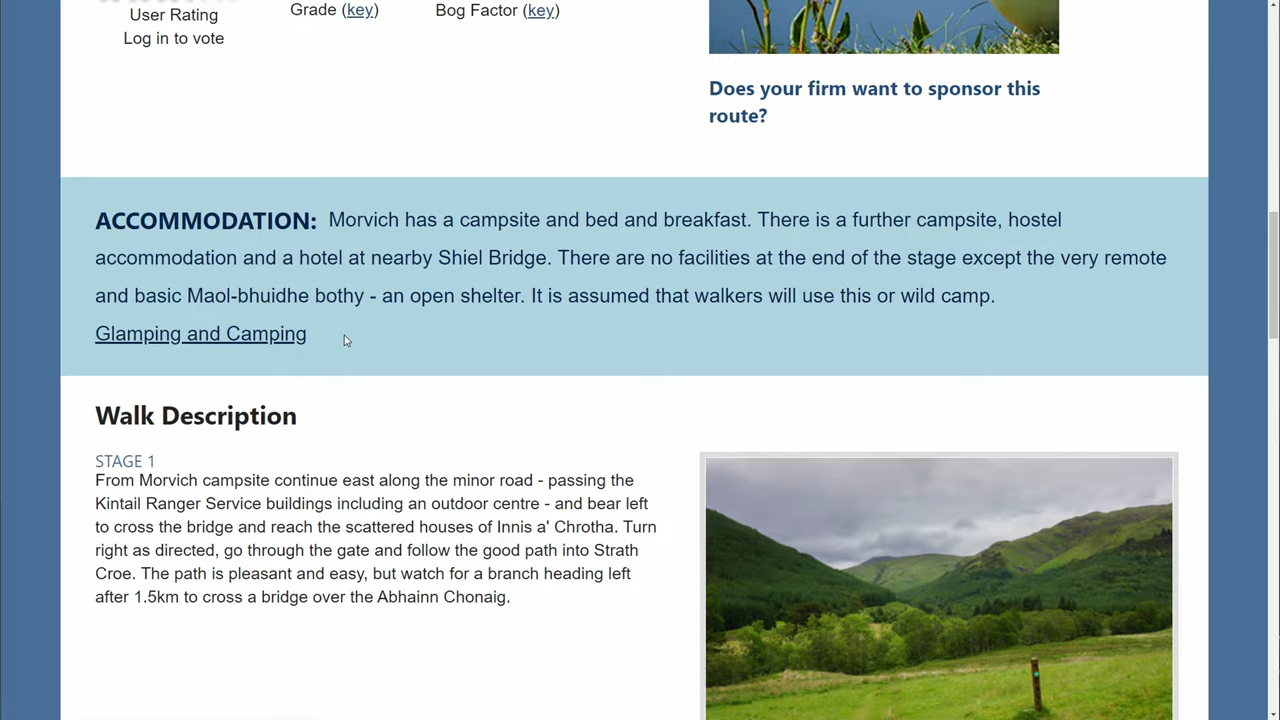 User Rating
Log in to vote
Grade (key)
Bog Factor (key)
Does your firm want to sponsor this
route?
ACCOMMODATION: Morvich has a campsite and bed and breakfast. There is a further campsite, hostel
accommodation and a hotel at nearby Shiel Bridge. There are no facilities at the end of the stage except the very remote
and basic Maol-bhuidhe bothy - an open shelter. It is assumed that walkers will use this or wild camp.
Glamping and Camping
Walk Description
STAGE 1
From Morvich campsite continue east along the minor road - passing the
Kintail Ranger Service buildings including an outdoor centre - and bear left
to cross the bridge and reach the scattered houses of Innis a' Chrotha. Turn
right as directed, go through the gate and follow the good path into Strath
Croe. The path is pleasant and easy, but watch for a branch heading left
after 1.5km to cross a bridge over the Abhainn Chonaig.